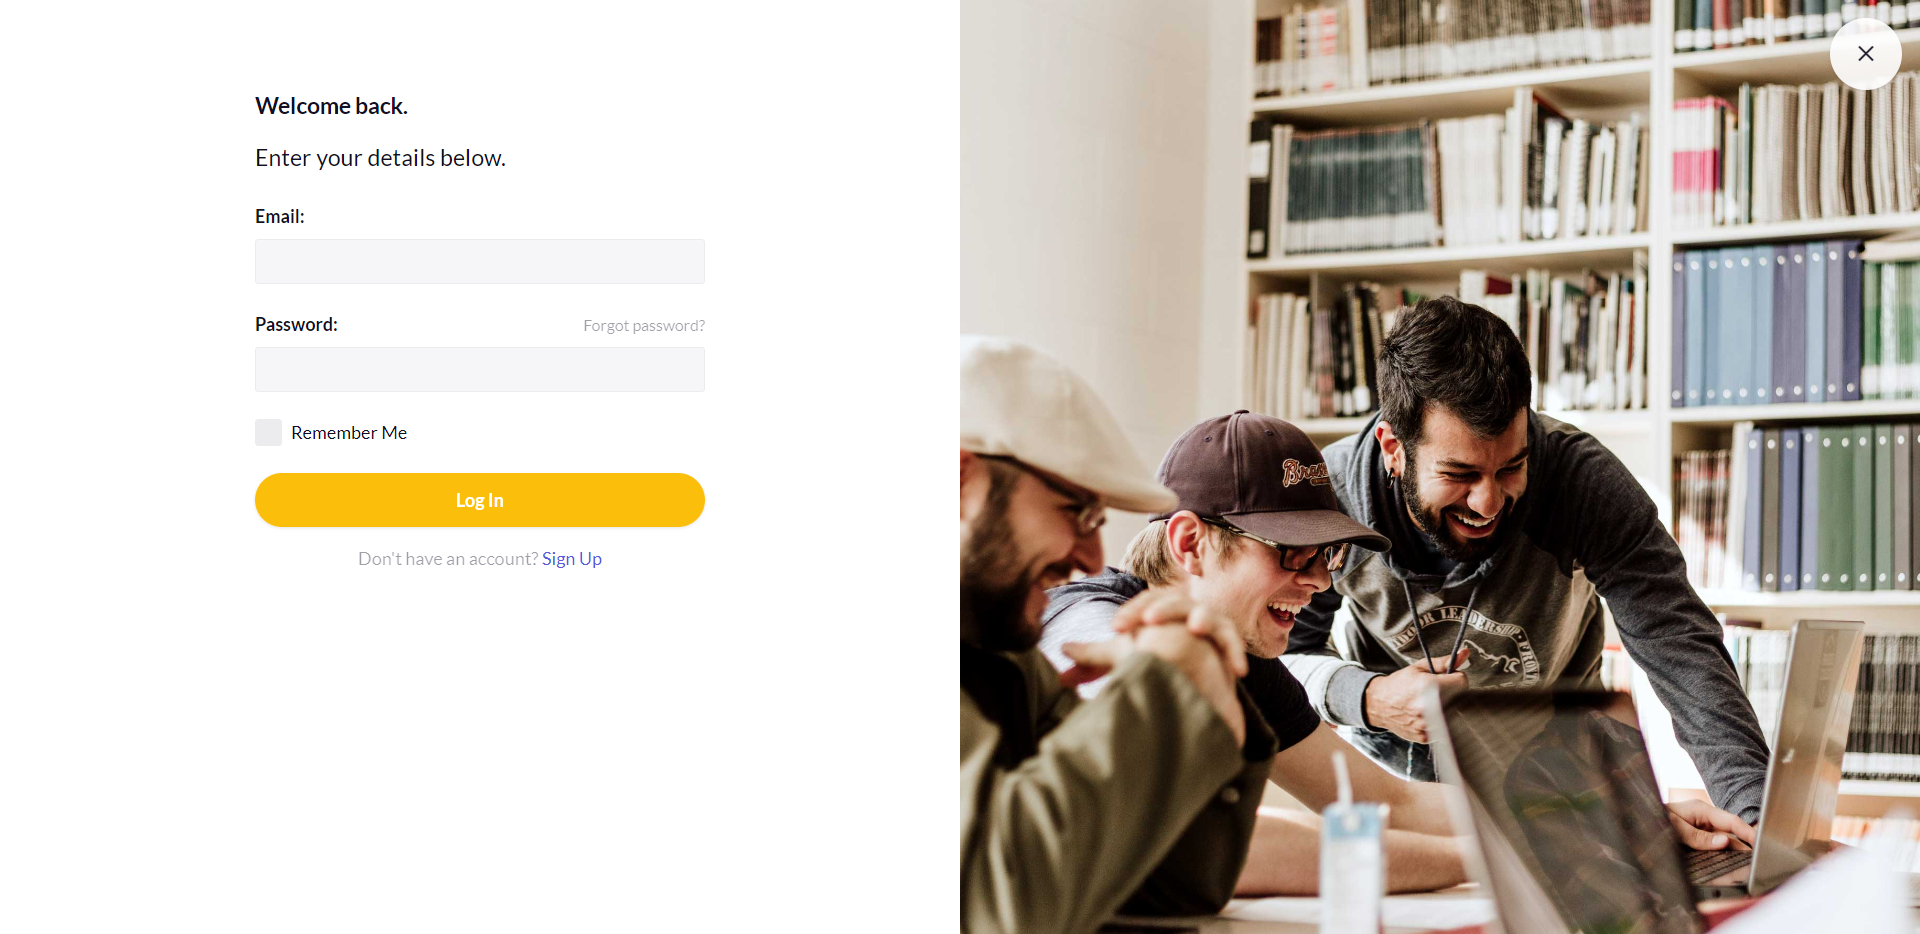 Welcome back.
Enter your details below.
Email:
Password:
Forgot password?
Remember Me
Log In
Don't have an account? Sign Up